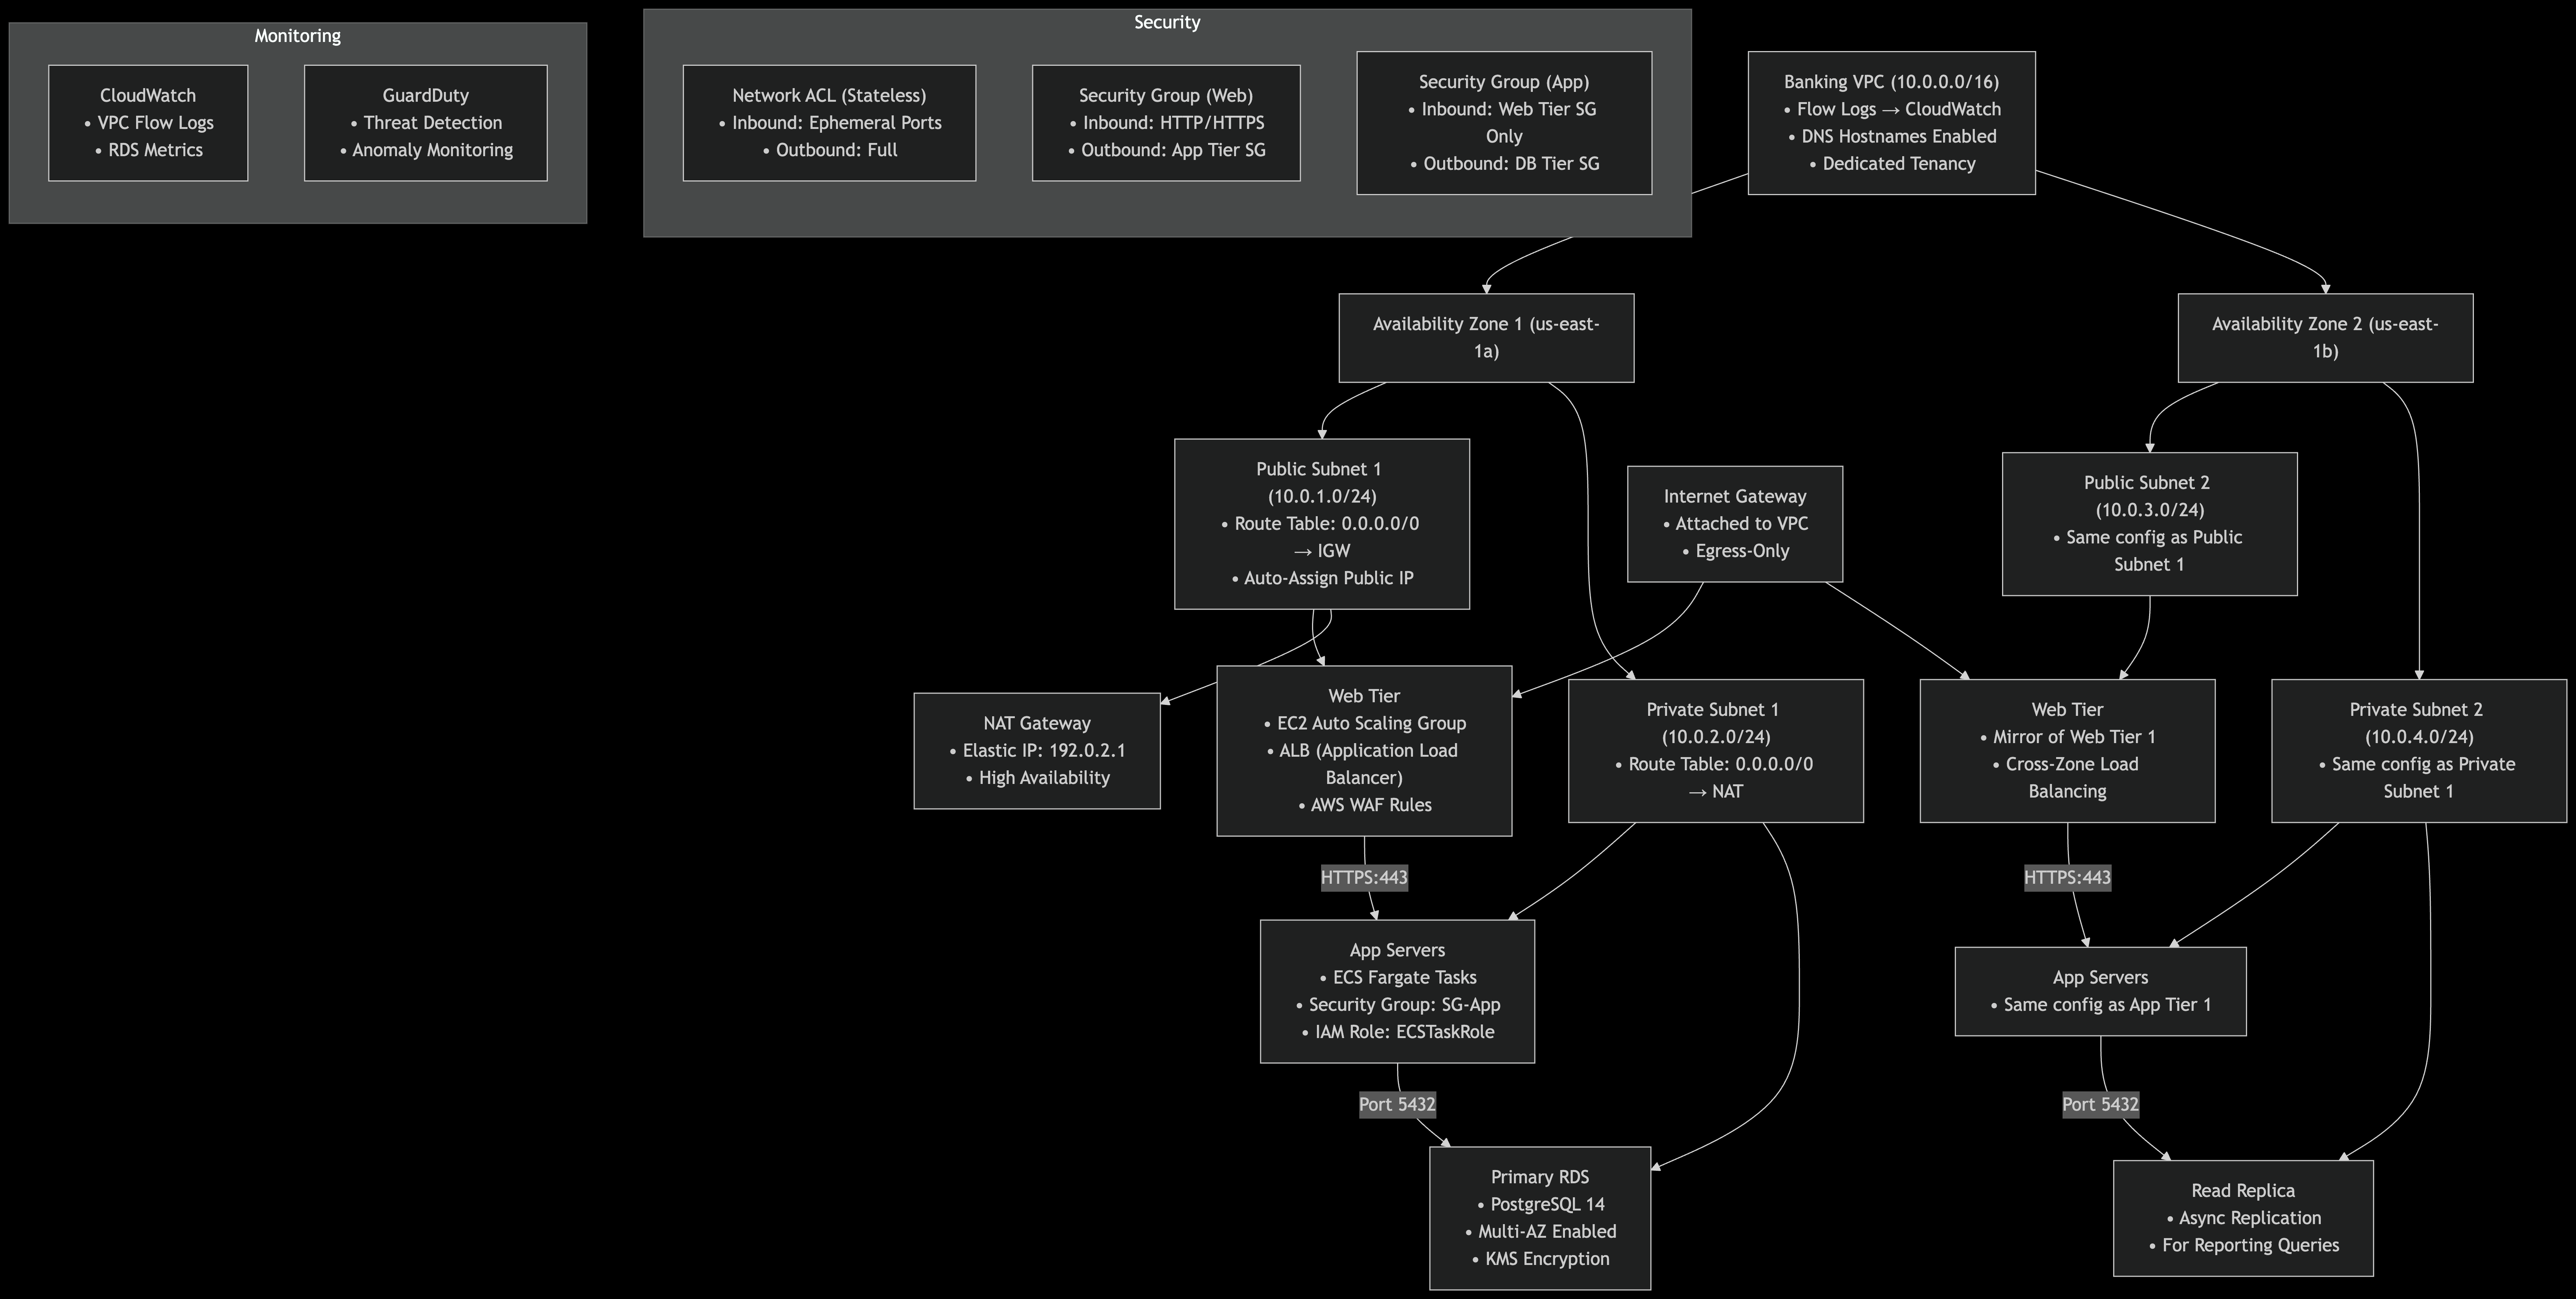 Monitoring
CloudWatch
• VPC Flow Logs
• RDS Metrics
GuardDuty
• Threat Detection
• Anomaly Monitoring
Security
Network ACL (Stateless)
• Inbound: Ephemeral Ports
• Outbound: Full
Security Group (Web)
• Inbound: HTTP/HTTPS
• Outbound: App Tier SG
Security Group (App)
• Inbound: Web Tier SG
Only
• Outbound: DB Tier SG
Banking VPC (10.0.0.0/16)
• Flow Logs → CloudWatch
• DNS Hostnames Enabled
• Dedicated Tenancy
Availability Zone 1 (us-east-
1a)
Availability Zone 2 (us-east-
1b)
Public Subnet 1
(10.0.1.0/24)
• Route Table: 0.0.0.0/0
→ IGW
• Auto-Assign Public IP
Internet Gateway
• Attached to VPC
• Egress-Only
Public Subnet 2
(10.0.3.0/24)
• Same config as Public
Subnet 1
NAT Gateway
• Elastic IP: 192.0.2.1
• High Availability
Web Tier
• EC2 Auto Scaling Group
• ALB (Application Load
Balancer)
• AWS WAF Rules
Private Subnet 1
(10.0.2.0/24)
• Route Table: 0.0.0.0/0
→ NAT
Web Tier
• Mirror of Web Tier 1
• Cross-Zone Load
Balancing
Private Subnet 2
(10.0.4.0/24)
• Same config as Private
Subnet 1
HTTPS:443
HTTPS:443
App Servers
• ECS Fargate Tasks
• Security Group: SG-App
• IAM Role: ECSTaskRole
App Servers
• Same config as App Tier 1
Port 5432
Port 5432
Primary RDS
• PostgreSQL 14
• Multi-AZ Enabled
• KMS Encryption
Read Replica
• Async Replication
• For Reporting Queries